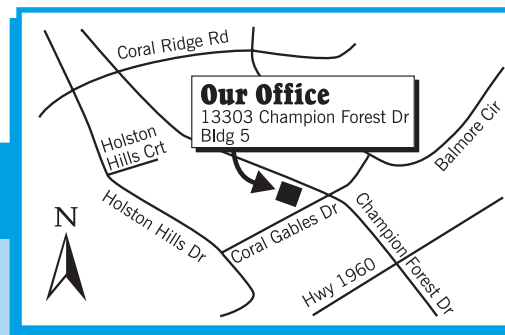 Coral Ridge Rd
Our Office
13303 Champion Forest Dr
Bldg 5
Balmore Cir
Holston
Hills Crt
Holston Hills Dr
N
Coral Gables Dr
Champion Forest Dr
Hwy 1960